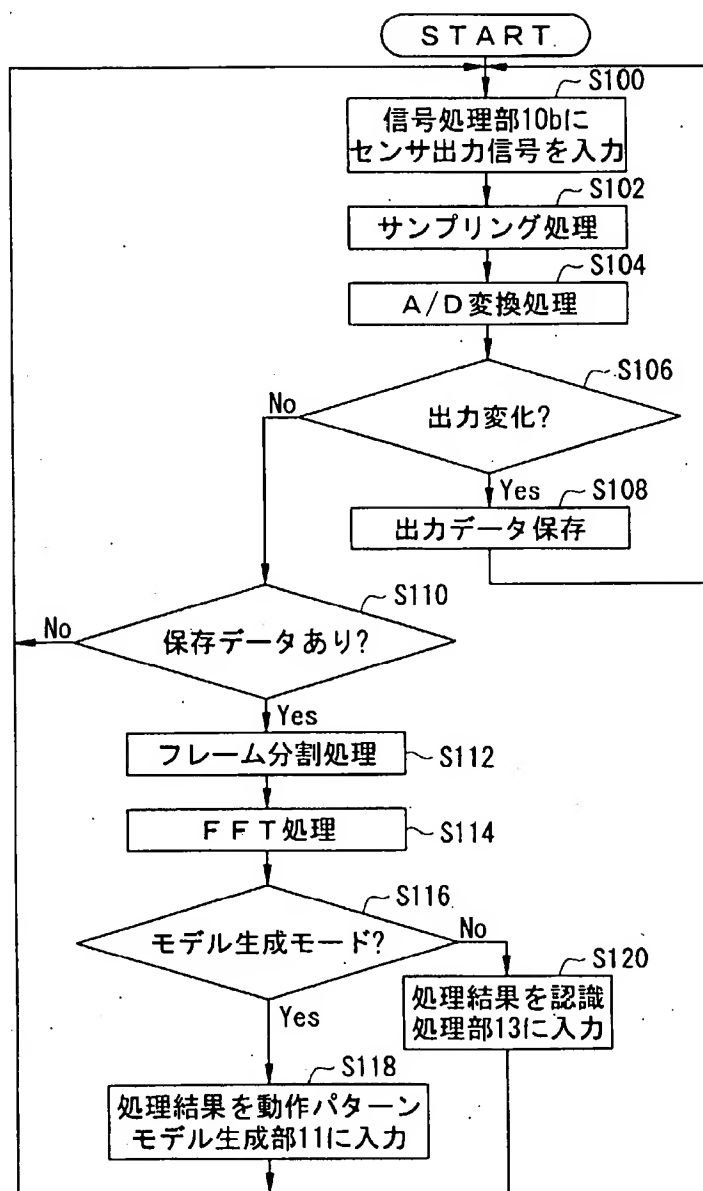 START
S100
信号処理部10bに
センサ出力信号を入力
S102
サンプリング処理
S104
A/D変換処理
S106
出力変化?
No
Yes
S108
出力データ保存
S110
保存データあり?
No
Yes
フレーム分割処理
S112
FFT処理
S114
S116
モデル生成モード?
No
Yes
S120
処理結果を認識
処理部13に入力
S118
処理結果を動作パターン
モデル生成部11に入力